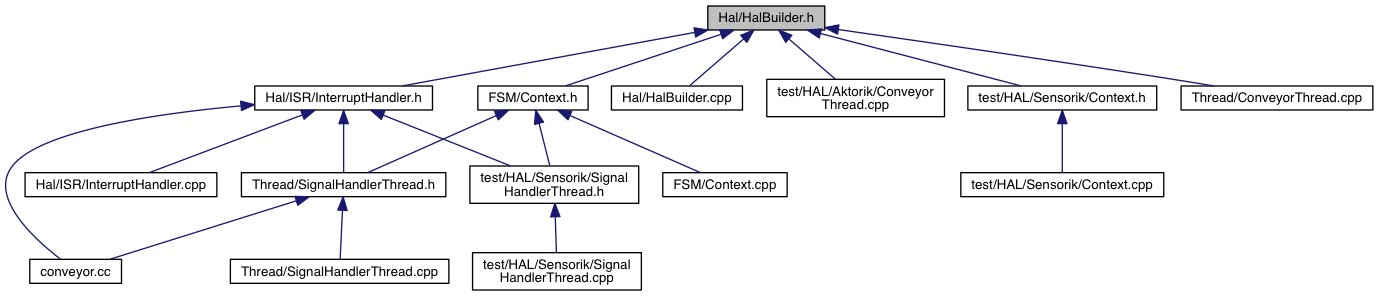 Hal/HalBuilder.h
Hal/ISR/InterruptHandler.h
FSM/Context.h
Hal/HalBuilder.cpp
test/HAL/Aktorik/Conveyor
Thread.cpp
test/HAL/Sensorik/Context.h
Thread/ConveyorThread.cpp
Hal/ISR/InterruptHandler.cpp
Thread/SignalHandlerThread.h
test/HAL/Sensorik/Signal
HandlerThread.h
FSM/Context.cpp
test/HAL/Sensorik/Context.cpp
conveyor.cc
Thread/SignalHandlerThread.cpp
test/HAL/Sensorik/Signal
HandlerThread.cpp